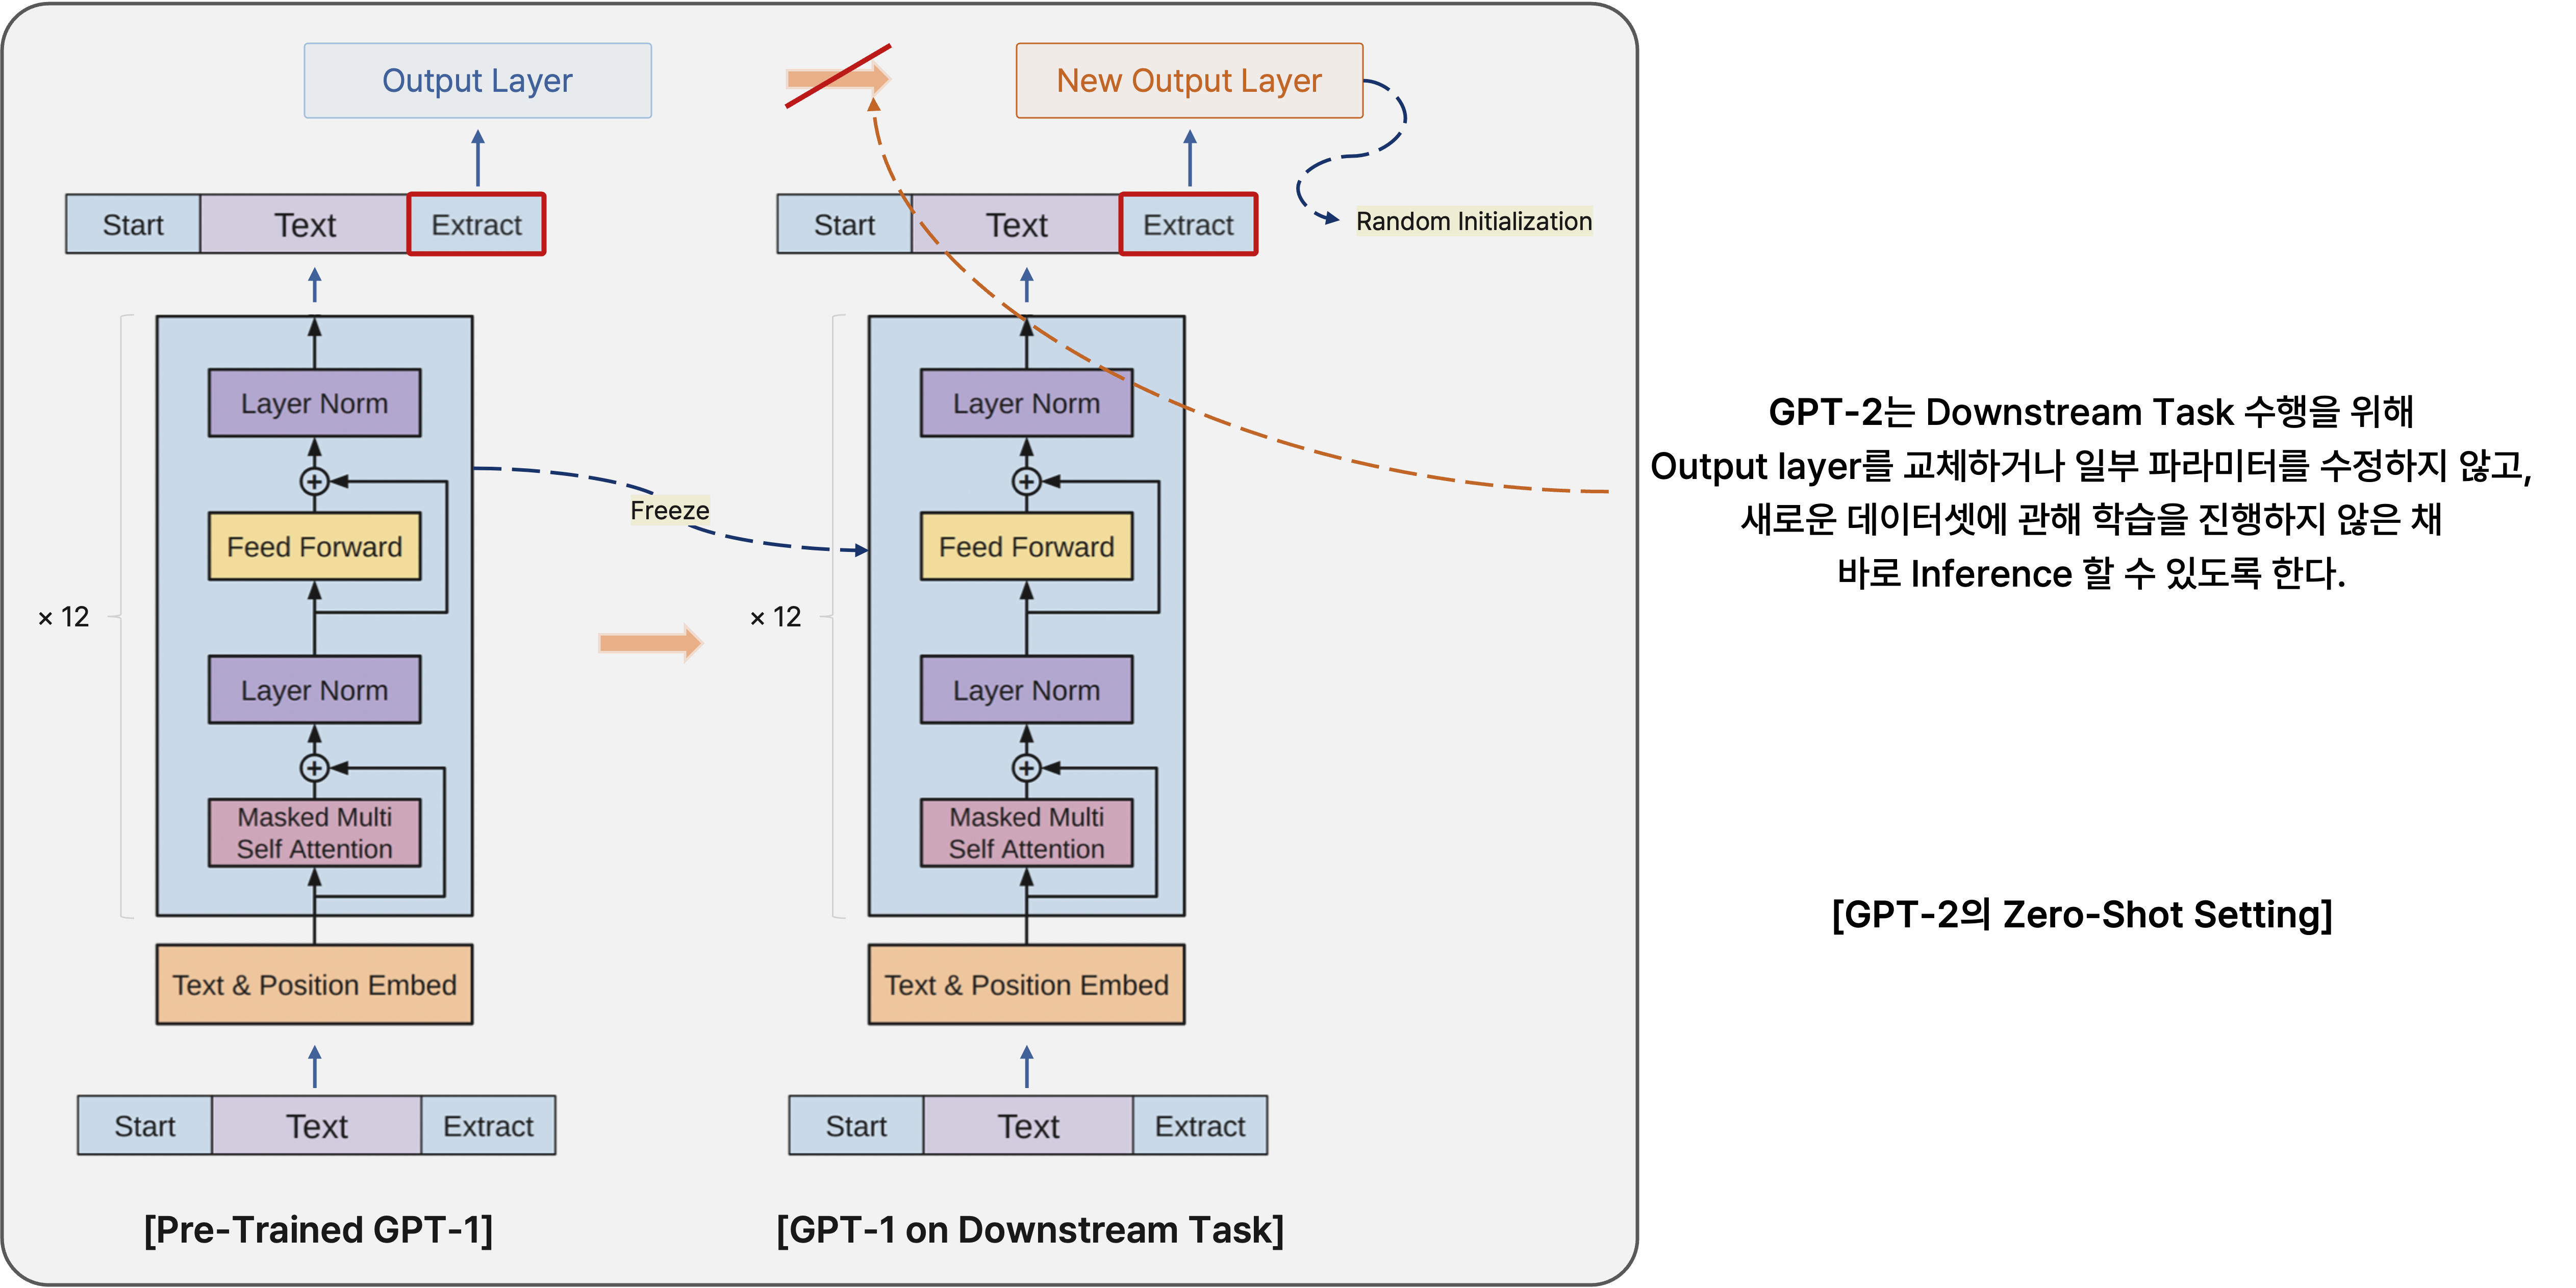 Output Layer
Start
Text
Extract
× 12
Layer Norm
+
Feed Forward
Layer Norm
+
Masked Multi
Self Attention
Text & Position Embed
Start
Text
Extract
[Pre-Trained GPT-1]
Freeze
New Output Layer
Random Initialization
Start
Text
Extract
× 12
Layer Norm
+
Feed Forward
Layer Norm
+
Masked Multi
Self Attention
Text & Position Embed
Start
Text
Extract
[GPT-1 on Downstream Task]
GPT-2는 Downstream Task 수행을 위해
Output layer를 교체하거나 일부 파라미터를 수정하지 않고,
새로운 데이터셋에 관해 학습을 진행하지 않은 채
바로 Inference 할 수 있도록 한다.
[GPT-2의 Zero-Shot Setting]